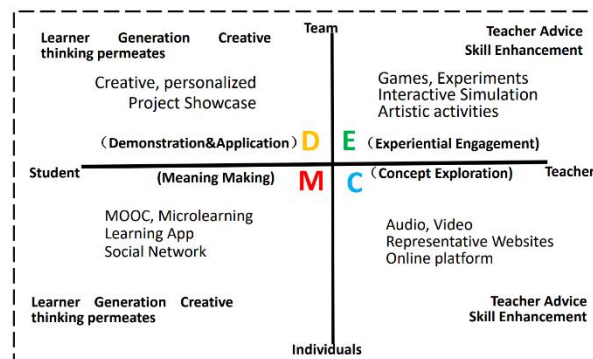 Learner Generation Creative
thinking permeates
Team
Teacher Advice
Skill Enhancement
Creative, personalized
Project Showcase
Games, Experiments
Interactive Simulation
Artistic activities
（Demonstration&Application） D
E （Experiential Engagement)
Student
Teacher
(Meaning Making) M
C （Concept Exploration)
MOOC, Microlearning
Learning App
Social Network
Audio, Video
Representative Websites
Online platform
Learner Generation Creative
thinking permeates
Teacher Advice
Skill Enhancement
Individuals